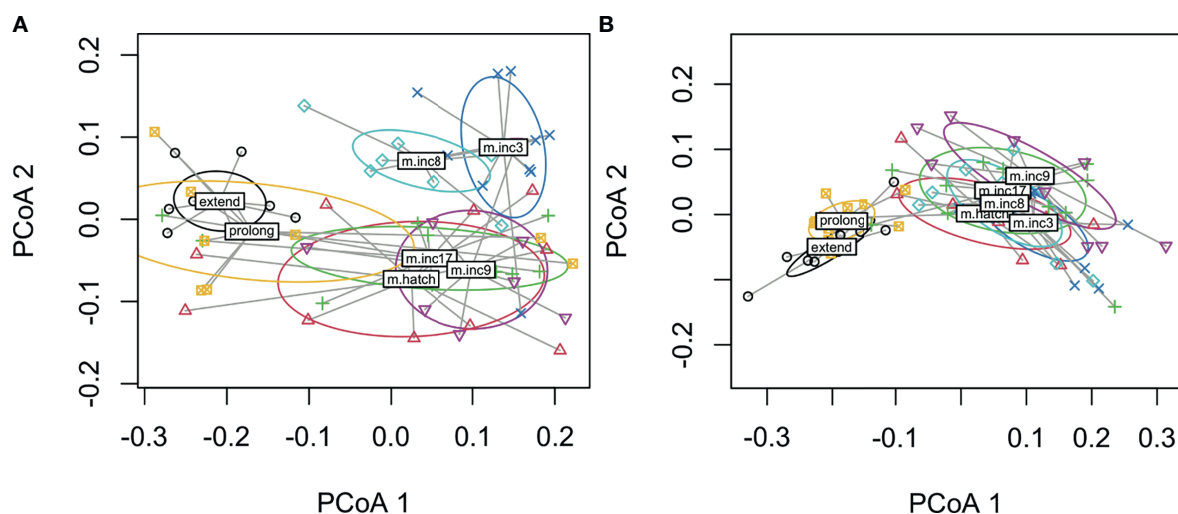 A
B
0.2
0.1
0.0
-0.1
-0.2
PCoA 2
m.inc3
m.inc8
extend
prolong
m.inc17
m.inc9
m.hatch
-0.3
-0.2
-0.1
0.0
0.1
0.2
PCoA 1
0.2
0.1
0.0
-0.2
PCoA 2
m.inc9
m.inc17
m.inc8
m.hatch
m.inc3
prolong
extend
-0.3
-0.1
0.1
0.2
0.3
PCoA 1